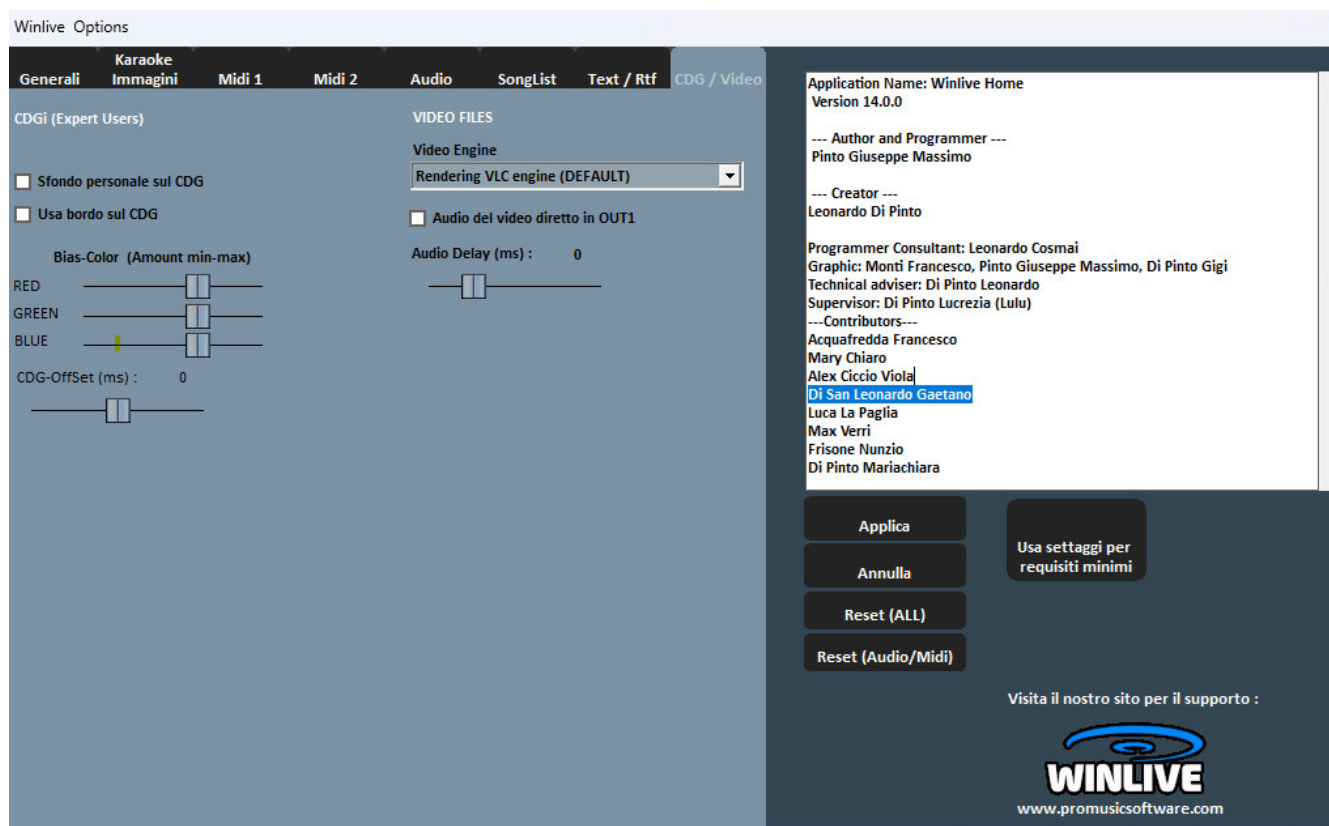 Winlive Options
Generali
Karaoke
Immagini
Midi 1
Midi 2
Audio
SongList
Text / Rtf
CDG / Video
CDGi (Expert Users)
Sfondo personale sul CDG
Usa bordo sul CDG
Bias-Color (Amount min-max)
RED
GREEN
BLUE
CDG-OffSet (ms) : 0
VIDEO FILES
Video Engine
Rendering VLC engine (DEFAULT)
Audio del video diretto in OUT1
Audio Delay (ms) : 0
Application Name: Winlive Home
Version 14.0.0
--- Author and Programmer ---
Pinto Giuseppe Massimo
--- Creator ---
Leonardo Di Pinto
Programmer Consultant: Leonardo Cosmai
Graphic: Monti Francesco, Pinto Giuseppe Massimo, Di Pinto Gigi
Technical adviser: Di Pinto Leonardo
Supervisor: Di Pinto Lucrezia (Lulu)
---Contributors---
Acquafredda Francesco
Mary Chiaro
Alex Ciccio Viola
Di San Leonardo Gaetano
Luca La Paglia
Max Verri
Frisone Nunzio
Di Pinto Mariachiara
Applica
Annulla
Reset (ALL)
Reset (Audio/Midi)
Usa settaggi per
requisiti minimi
Visita il nostro sito per il supporto :
WINLIVE
www.promusicsoftware.com